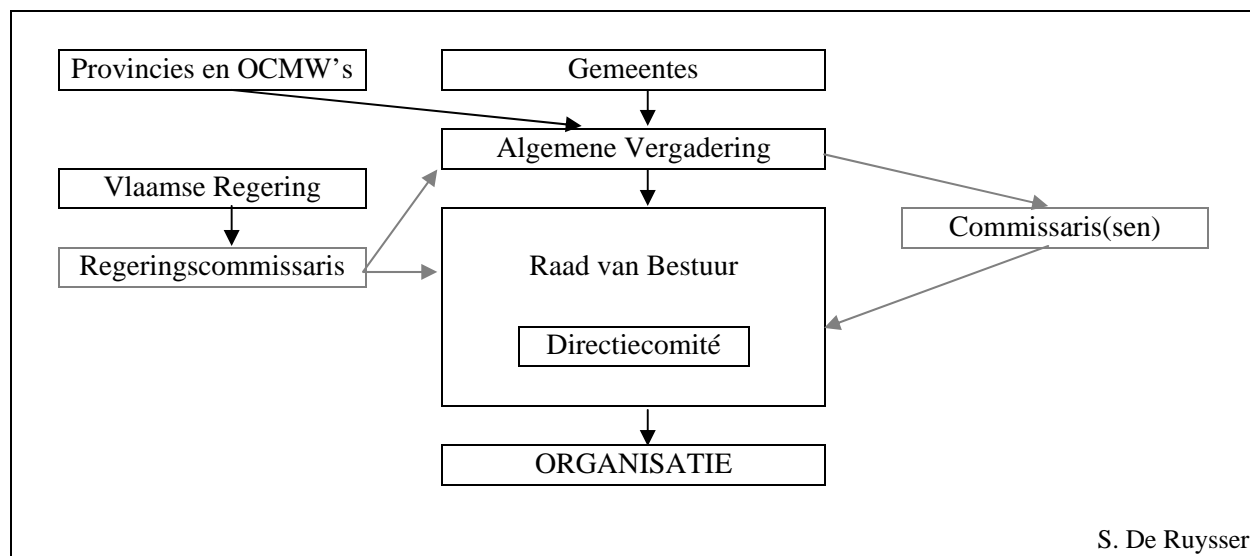 Provincies en OCMW's
Gemeentes
Algemene Vergadering
Vlaamse Regering
Commissaris(sen)
Regeringscommissaris
Raad van Bestuur
Directiecomité
ORGANISATIE
S. De Ruysser